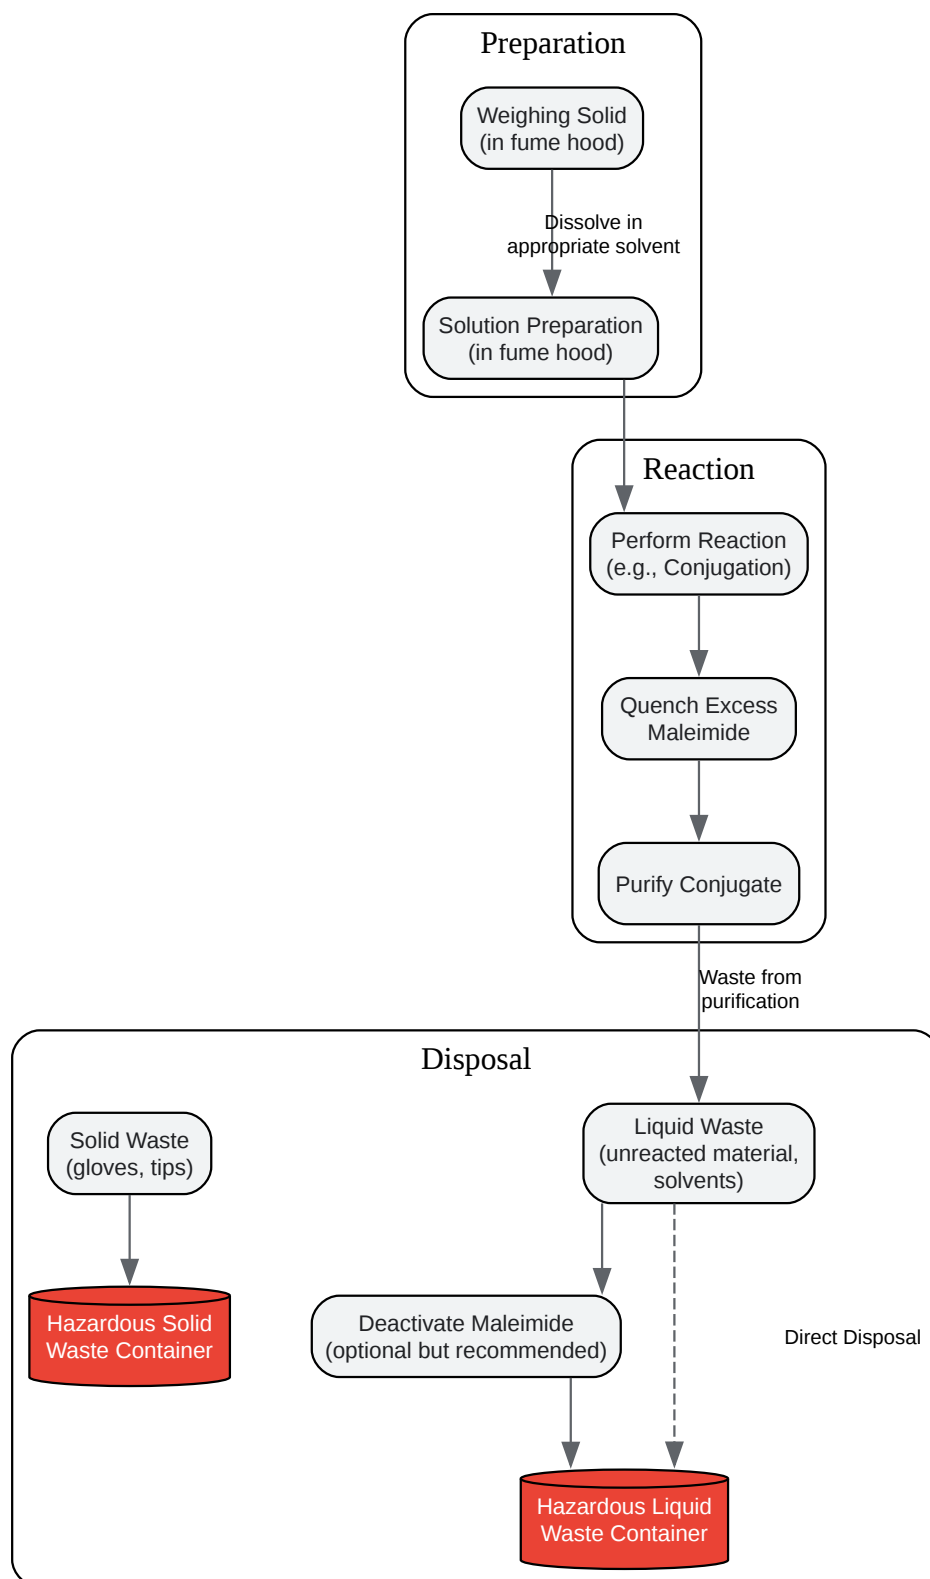 Preparation
Weighing Solid
(in fume hood)
Dissolve in
appropriate solvent
Solution Preparation
(in fume hood)
Reaction
Perform Reaction
(e.g., Conjugation)
Quench Excess
Maleimide
Purify Conjugate
Waste from
purification
Disposal
Solid Waste
(gloves, tips)
Liquid Waste
(unreacted material,
solvents)
Hazardous Solid
Waste Container
Deactivate Maleimide
(optional but recommended)
Direct Disposal
Hazardous Liquid
Waste Container